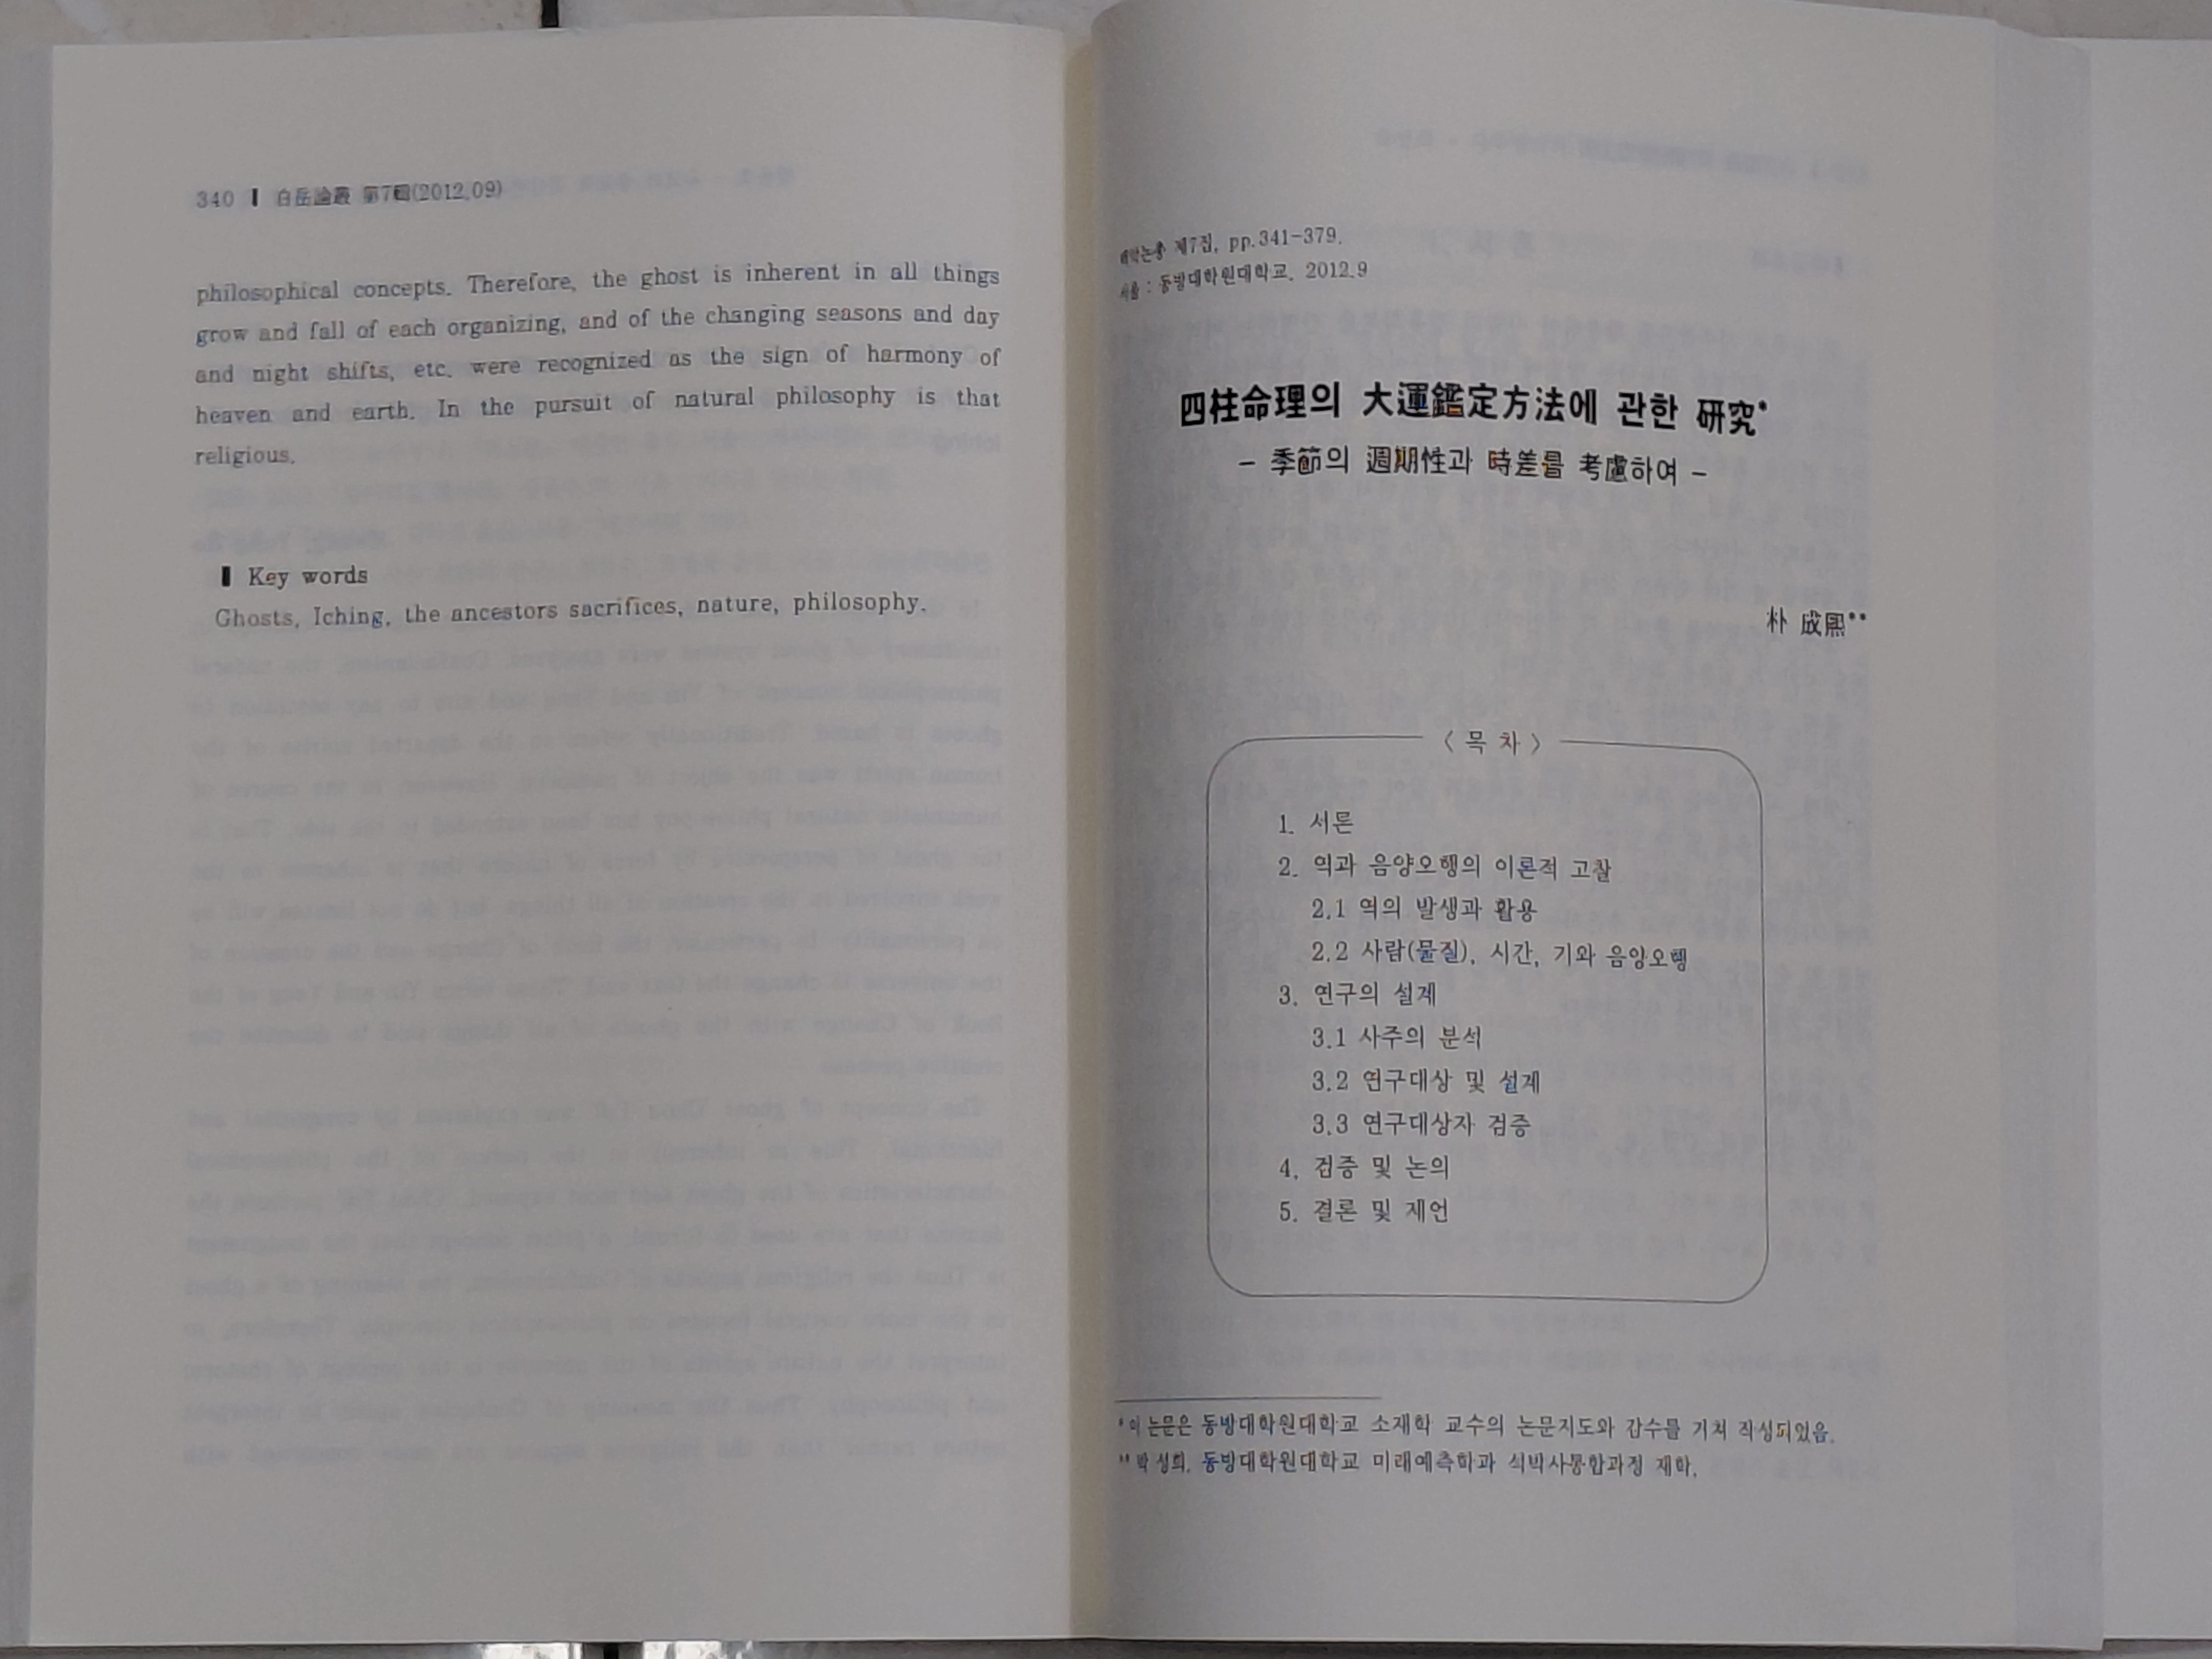 340 ▌ 白岳論叢 第7輯(2012.09)
philosophical concepts. Therefore, the ghost is inherent in all things
grow and fall of each organizing, and of the changing seasons and day
and night shifts, etc. were recognized as the sign of harmony of
heaven and earth. In the pursuit of natural philosophy is that
religious.
▌ Key words
Ghosts, Iching, the ancestors sacrifices, nature, philosophy.
백악논총 제7집, pp.341-379.
서울 : 동방대학원대학교, 2012.9
四柱命理의 大運鑑定方法에 관한 研究*
- 季節의 週期性과 時差를 考慮하여 -
朴 成熙**
〈 목 차 〉
1. 서론
2. 역과 음양오행의 이론적 고찰
2.1 역의 발생과 활용
2.2 사람(물질), 시간, 기와 음양오행
3. 연구의 설계
3.1 사주의 분석
3.2 연구대상 및 설계
3.3 연구대상자 검증
4. 검증 및 논의
5. 결론 및 제언
* 이 논문은 동방대학원대학교 소재학 교수의 논문지도와 감수를 거쳐 작성되었음.
** 박성희, 동방대학원대학교 미래예측학과 석박사통합과정 재학.